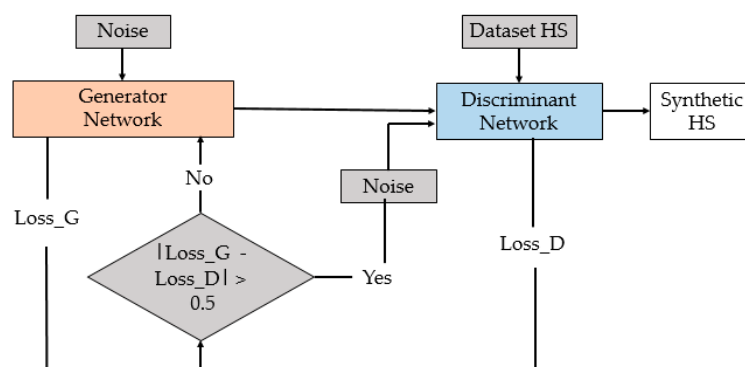 Noise
Dataset HS
Generator
Network
Discriminant
Network
Synthetic
HS
No
Noise
Loss_G
Loss_D
|Loss_G -
Loss_D| >
0.5
Yes